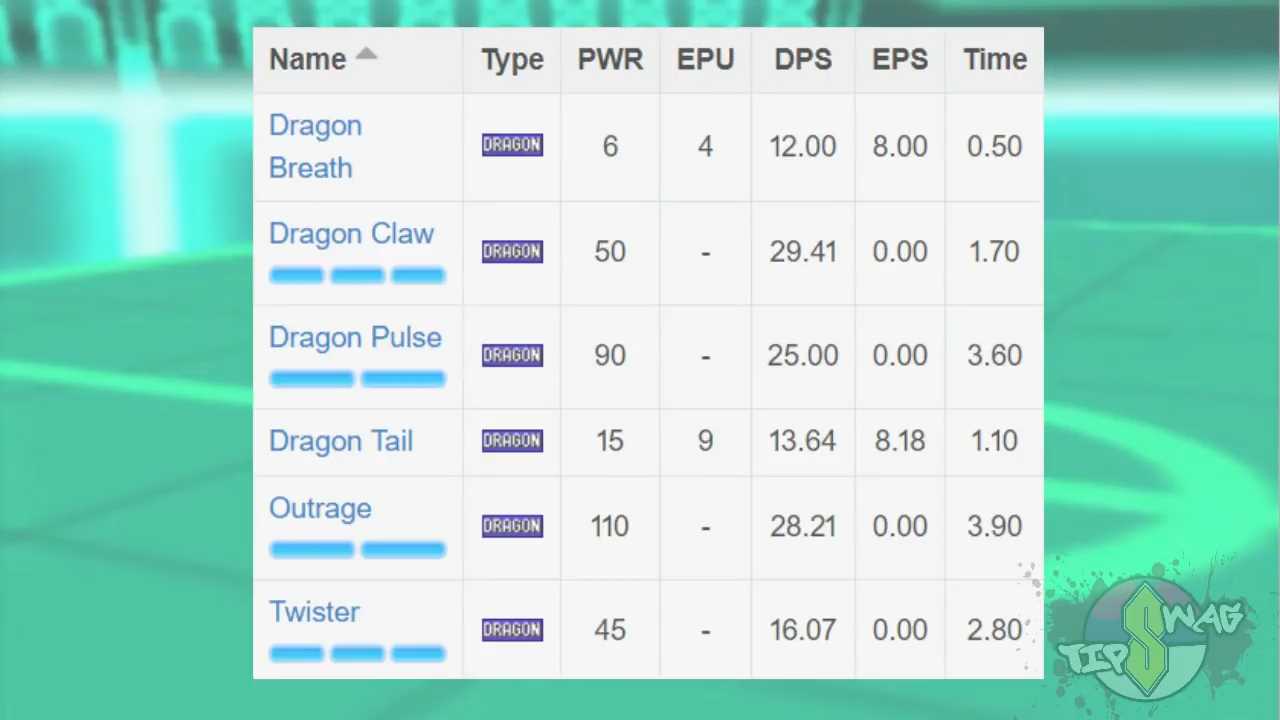 Name Type PWR EPU DPS EPS Time
Dragon Breath DRAGON 6 4 12.00 8.00 0.50
Dragon Claw DRAGON 50 - 29.41 0.00 1.70
Dragon Pulse DRAGON 90 - 25.00 0.00 3.60
Dragon Tail DRAGON 15 9 13.64 8.18 1.10
Outrage DRAGON 110 - 28.21 0.00 3.90
Twister DRAGON 45 - 16.07 0.00 2.80
TIP SWAG